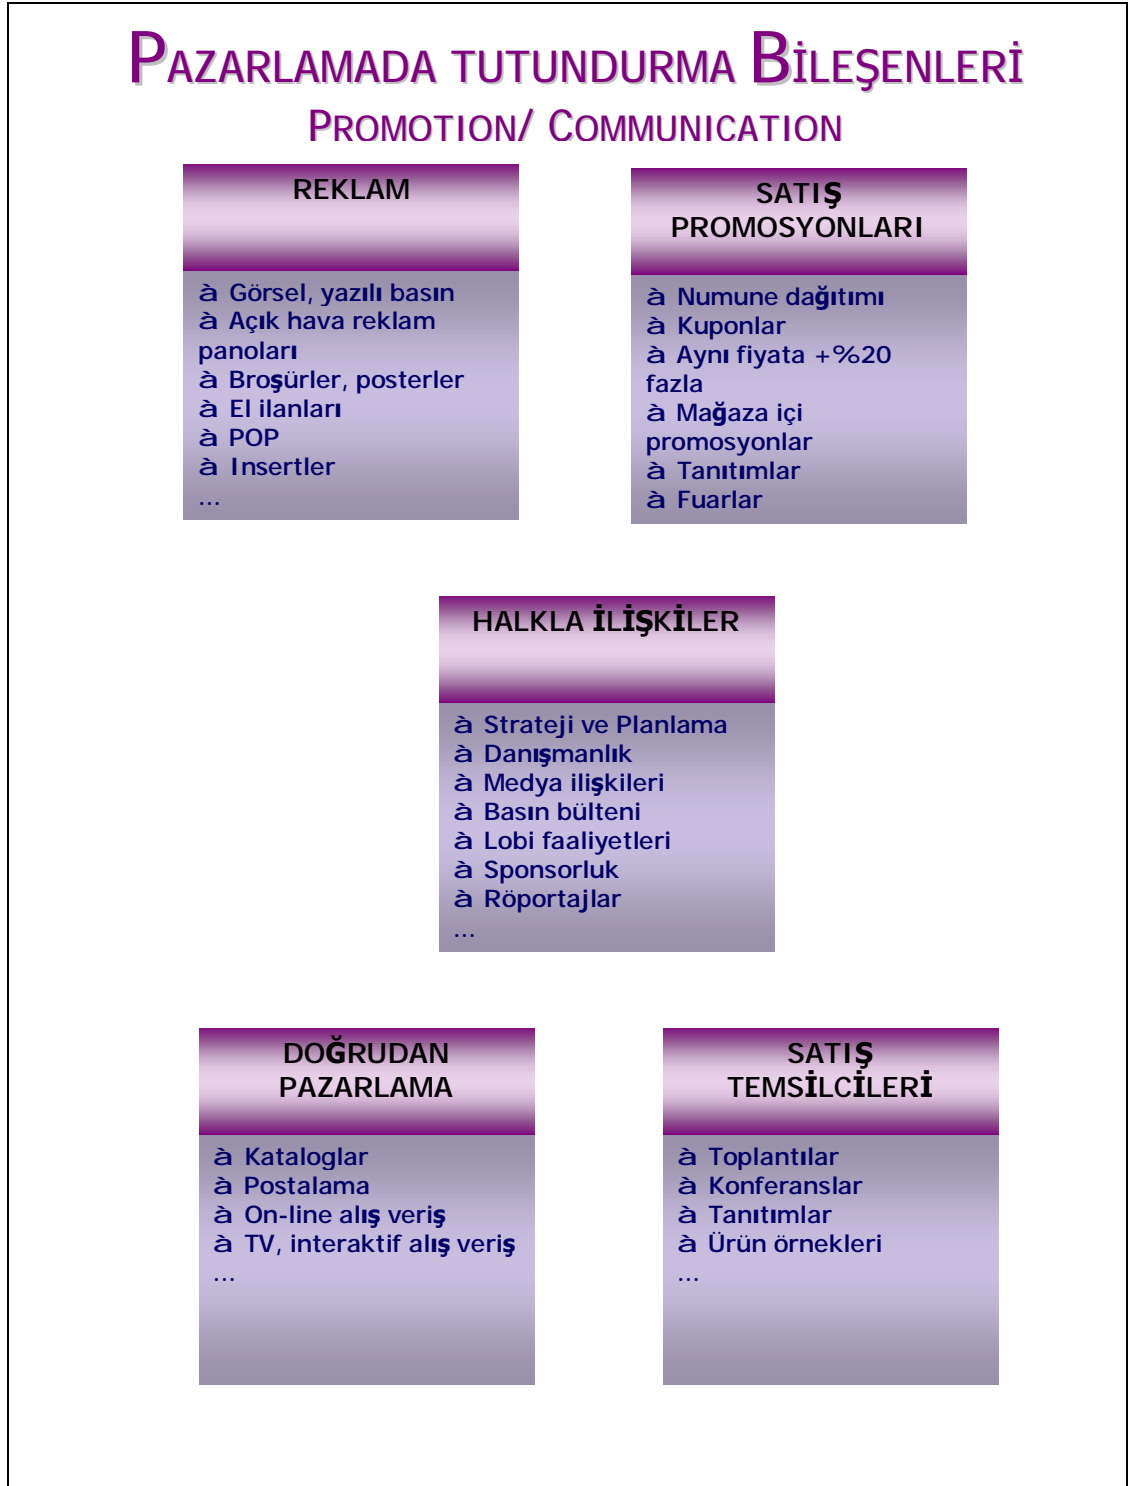 PAZARLAMADA TUTUNDURMA BİLEŞENLERİ
PROMOTION/ COMMUNICATION
REKLAM
à Görsel, yazılı basın
à Açık hava reklam
panoları
à Broşürler, posterler
à El ilanları
à POP
à Insertler
...
SATIŞ
PROMOSYONLARI
à Numune dağıtımı
à Kuponlar
à Aynı fiyata +%20
fazla
à Mağaza içi
promosyonlar
à Tanıtımlar
à Fuarlar
HALKLA İLİŞKİLER
à Strateji ve Planlama
à Danışmanlık
à Medya ilişkileri
à Basın bülteni
à Lobi faaliyetleri
à Sponsorluk
à Röportajlar
...
DOĞRUDAN
PAZARLAMA
à Kataloglar
à Postalama
à On-line alış veriş
à TV, interaktif alış veriş
...
SATIŞ
TEMSİLCİLERİ
à Toplantılar
à Konferanslar
à Tanıtımlar
à Ürün örnekleri
...